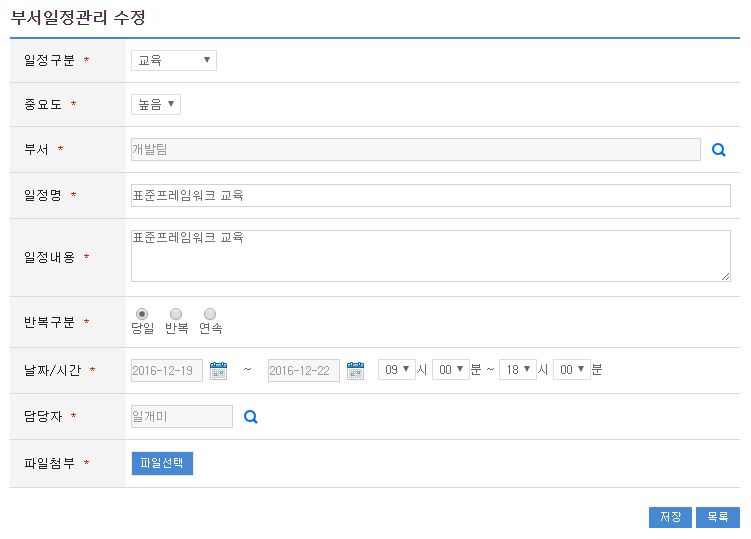 부서일정관리 수정
일정구분 * 교육
중요도 * 높음
부서 * 개발팀
일정명 * 표준프레임워크 교육
일정내용 * 표준프레임워크 교육
반복구분 * 당일 반복 연속
날짜/시간 * 2016-12-19 ~ 2016-12-22 09 시 00 분 ~ 18 시 00 분
담당자 * 일개미
파일첨부 * 파일선택
저장 목록